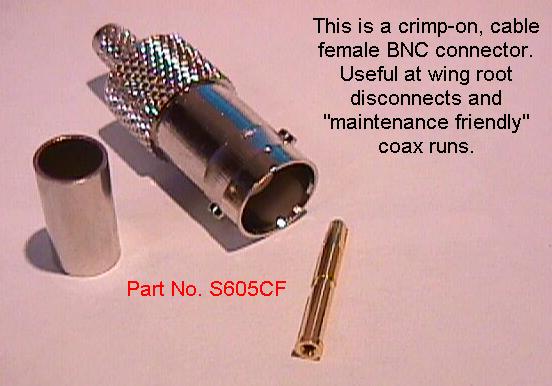 This is a crimp-on, cable
female BNC connector.
Useful at wing root
disconnects and
"maintenance friendly"
coax runs.
Part No. S605CF